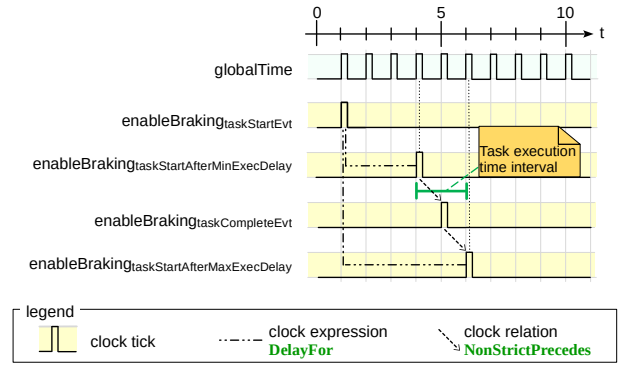 0 5 10
t
globalTime
enableBrakingtaskStartEvt
enableBrakingtaskStartAfterMinExecDelay
Task execution
time interval
enableBrakingtaskCompleteEvt
enableBrakingtaskStartAfterMaxExecDelay
legend
clock tick
clock expression
DelayFor
clock relation
NonStrictPrecedes